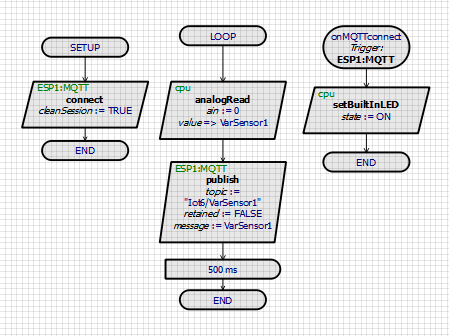 SETUP
ESP1:MQTT
connect
cleanSession := TRUE
END
LOOP
cpu
analogRead
ain := 0
value => VarSensor1
ESP1:MQTT
publish
topic :=
"Iot6/VarSensor1"
retained := FALSE
message := VarSensor1
500 ms
END
onMQTTconnect
Trigger:
ESP1:MQTT
cpu
setBuiltInLED
state := ON
END